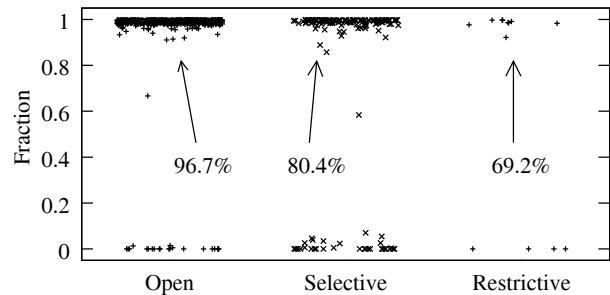 1
0.8
0.6
0.4
0.2
0
Fraction
96.7%
80.4%
69.2%
Open
Selective
Restrictive